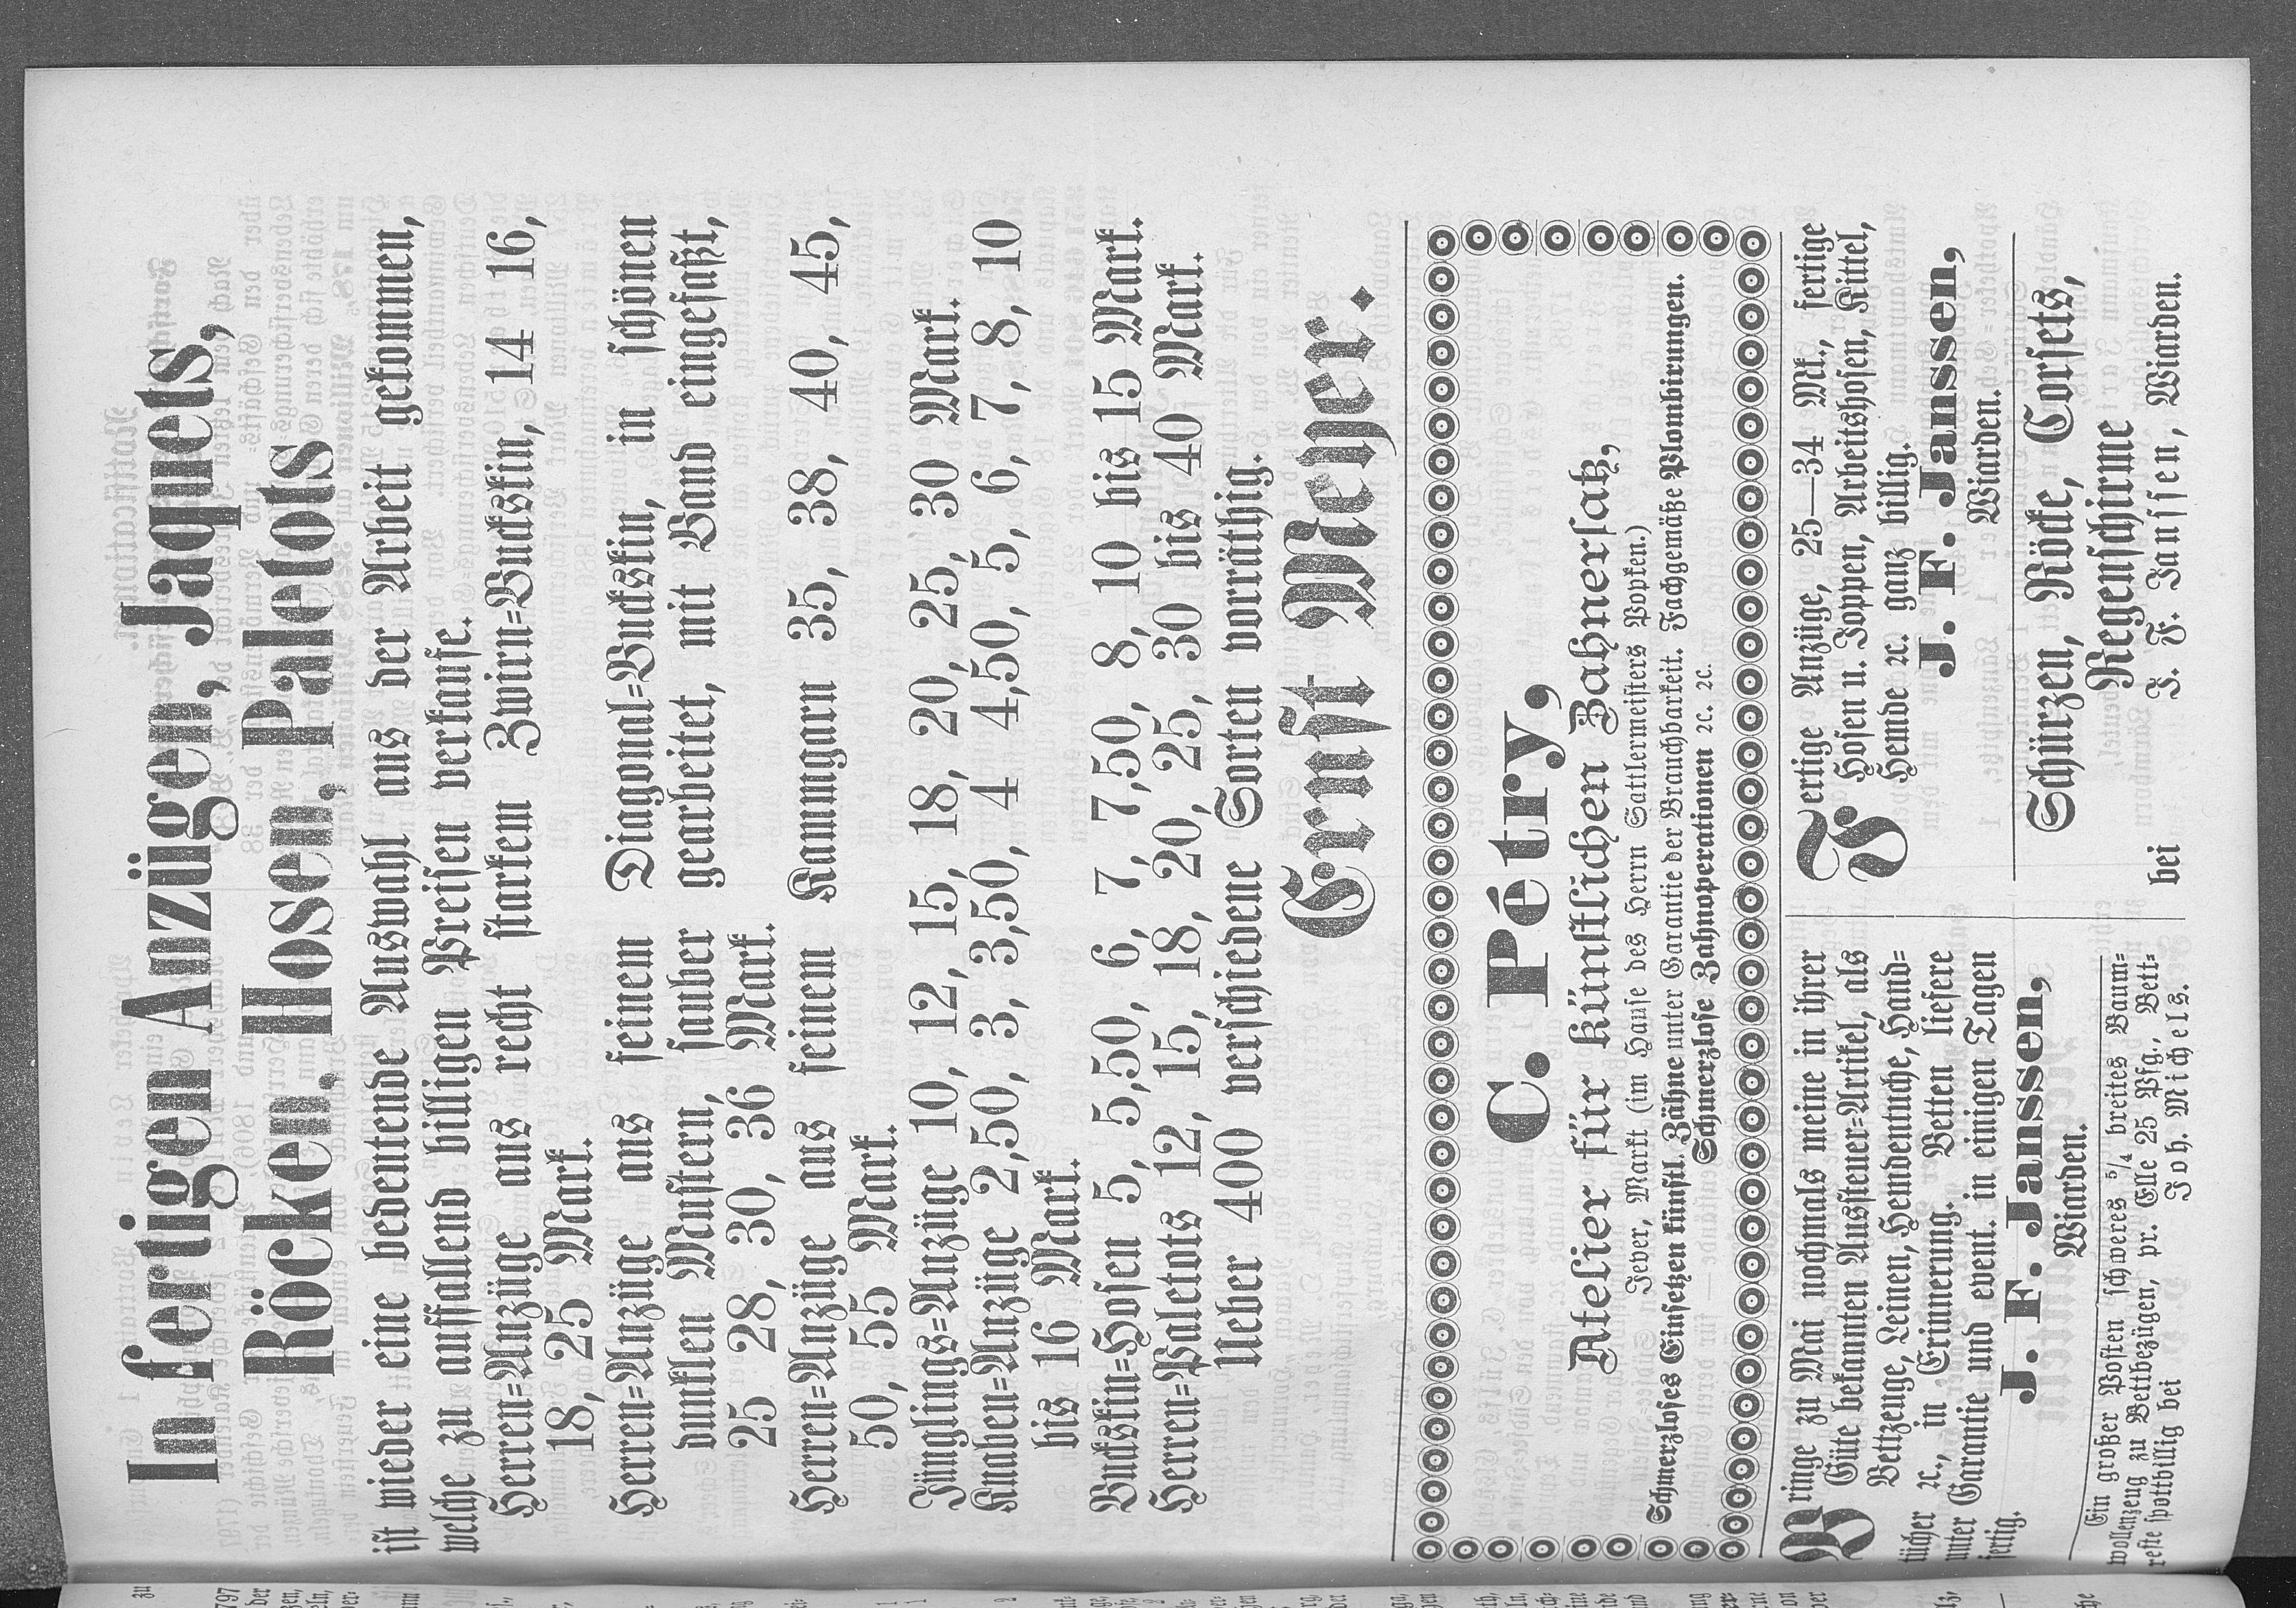 In fertigen Anzügen, Jaquets,
Röcken, Hosen, Paletots
ist wieder eine bedeutende Auswahl aus der Arbeit gekommen,
welche zu auffallend billigen Preisen verkaufe.
Herren=Anzüge aus recht starkem Zwirn=Buckskin, 14 16,
18, 25 Mark.
Herren=Anzüge aus feinem Diagonal=Buckskin, in schönen
dunklen Mustern, sauber gearbeitet, mit Band eingefaßt,
25 28, 30, 36 Mark.
Herren=Anzüge aus feinem Kammgarn 35, 38, 40, 45,
50, 55 Mark.
Jünglings=Anzüge 10, 12, 15, 18, 20, 25, 30 Mark.
Knaben=Anzüge 2,50, 3, 3,50, 4 4,50, 5, 6, 7, 8, 10
bis 16 Mark.
Buckskin=Hosen 5, 5,50, 6, 7, 7,50, 8, 10 bis 15 Mark.
Herren=Paletots 12, 15, 18, 20, 25, 30 bis 40 Mark.
Ueber 400 verschiedene Sorten vorräthig.
Ernst Meyer.
C. Pétry,
Atelier für künstlichen Zahnersatz,
Jever, Markt (im Hause des Herrn Sattlermeisters Popken.)
Schmerzloses Einsetzen künstl. Zähne unter Garantie der Brauchbarkeit. Fachgemäße Plombirungen.
Schmerzlose Zahnoperationen ꝛc. ꝛc.
Bringe zu Mai nochmals meine in ihrer
Güte bekannten Aussteuer=Artikel, als
Bettzeuge, Leinen, Hemdentuche, Hand=
tücher ꝛc., in Erinnerung. Betten liefere
unter Garantie und event. in einigen Tagen
fertig.
J. F. Janssen,
Wiarden.
Ein großer Posten schweres 5/4 breites Baum=
wollenzeug zu Bettbezügen, pr. Elle 25 Pfg., Bett=
reste spottbillig bei Joh. Michels.
Fertige Anzüge, 25—34 Mk., fertige
Hosen u. Joppen, Arbeitshosen, Kittel,
Hemde ꝛc. ganz billig.
J. F. Janssen,
Wiarden.
Schürzen, Röcke, Corsets,
Regenschirme
bei J. F. Janssen, Wiarden.